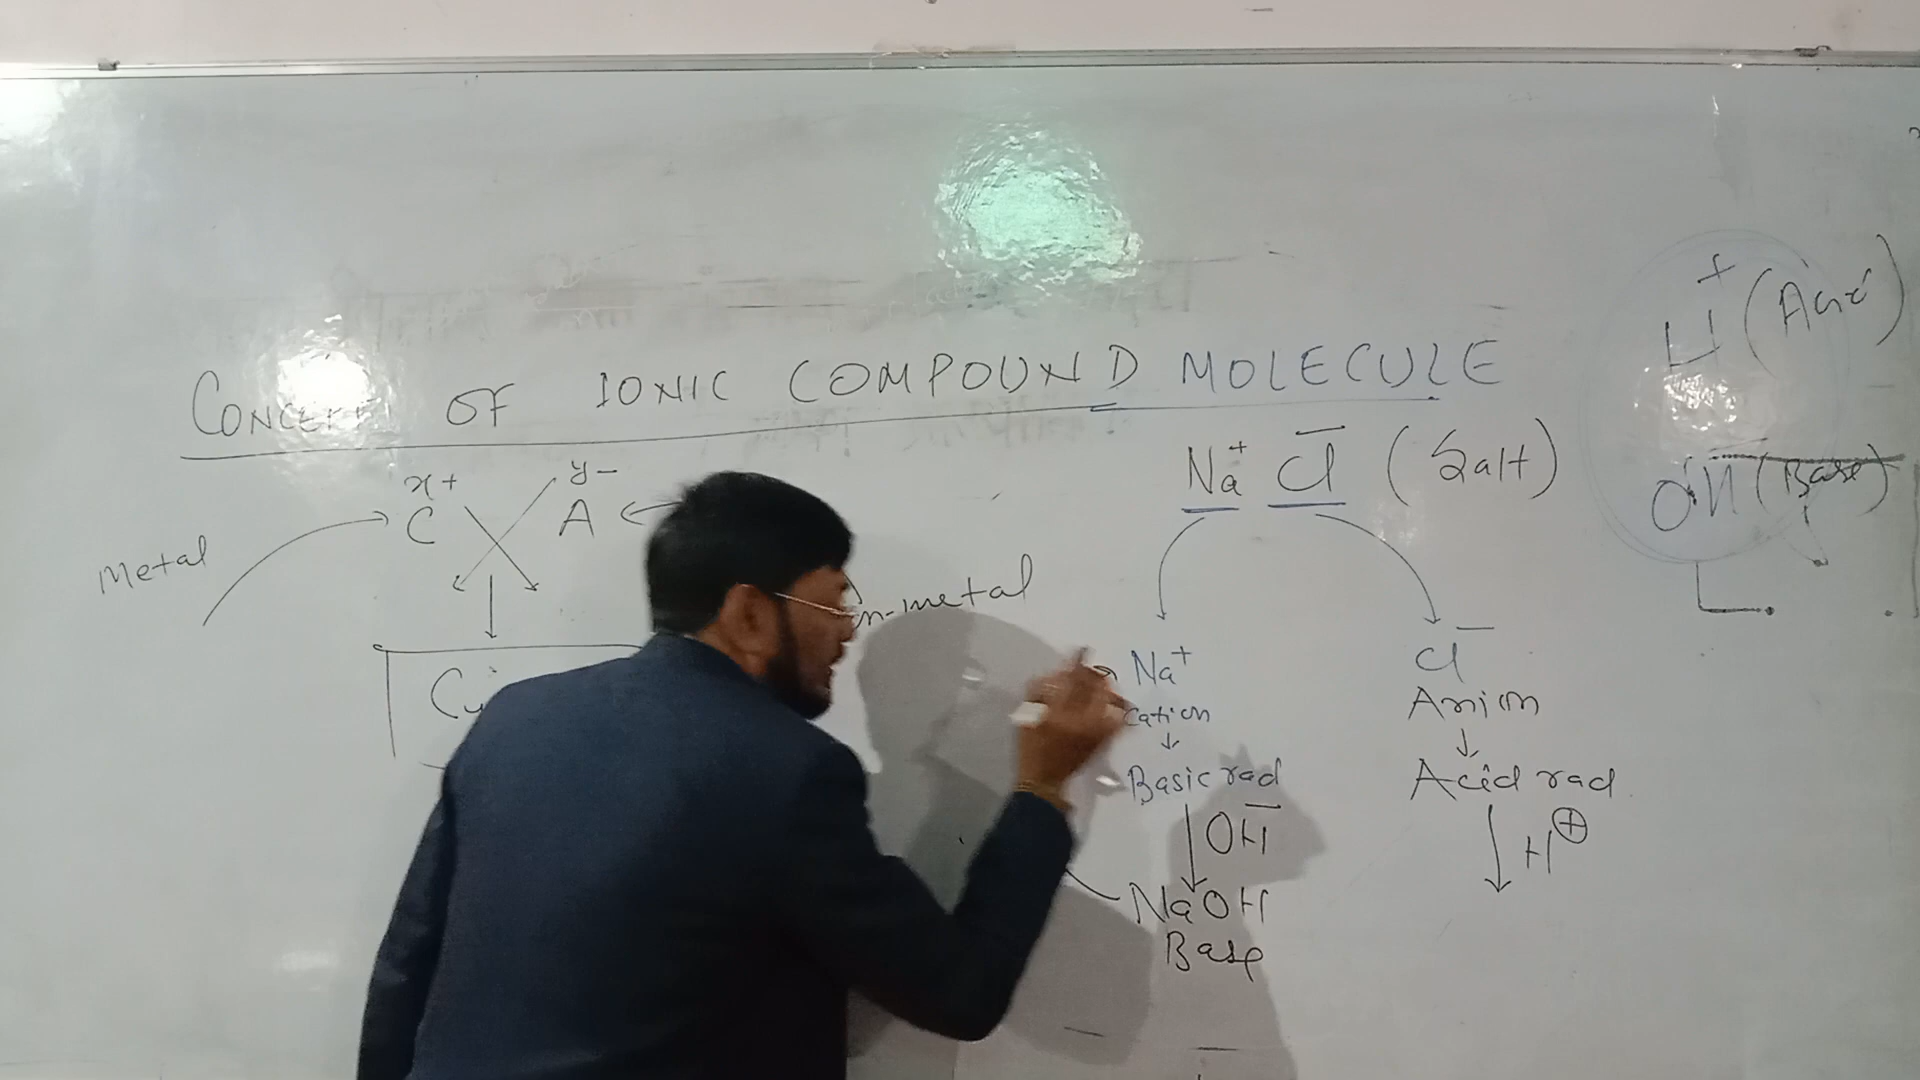 CONCEPT OF IONIC COMPOUND MOLECULE
H+ (Acid)
OH (Base)
x+ y-
C A
Metal
n-metal
Na+ Cl- (Salt)
Na+
Cation
↓
Basic rad
↓ OH-
NaOH
Base
Cl-
Anion
↓
Acid rad
↓ H⊕